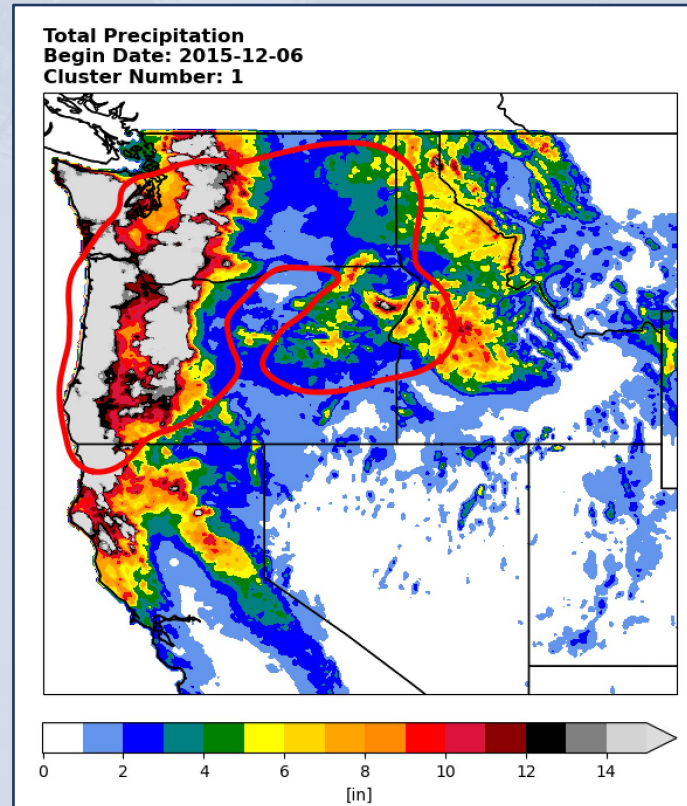 Total Precipitation
Begin Date: 2015-12-06
Cluster Number: 1
0 2 4 6 8 10 12 14
[in]